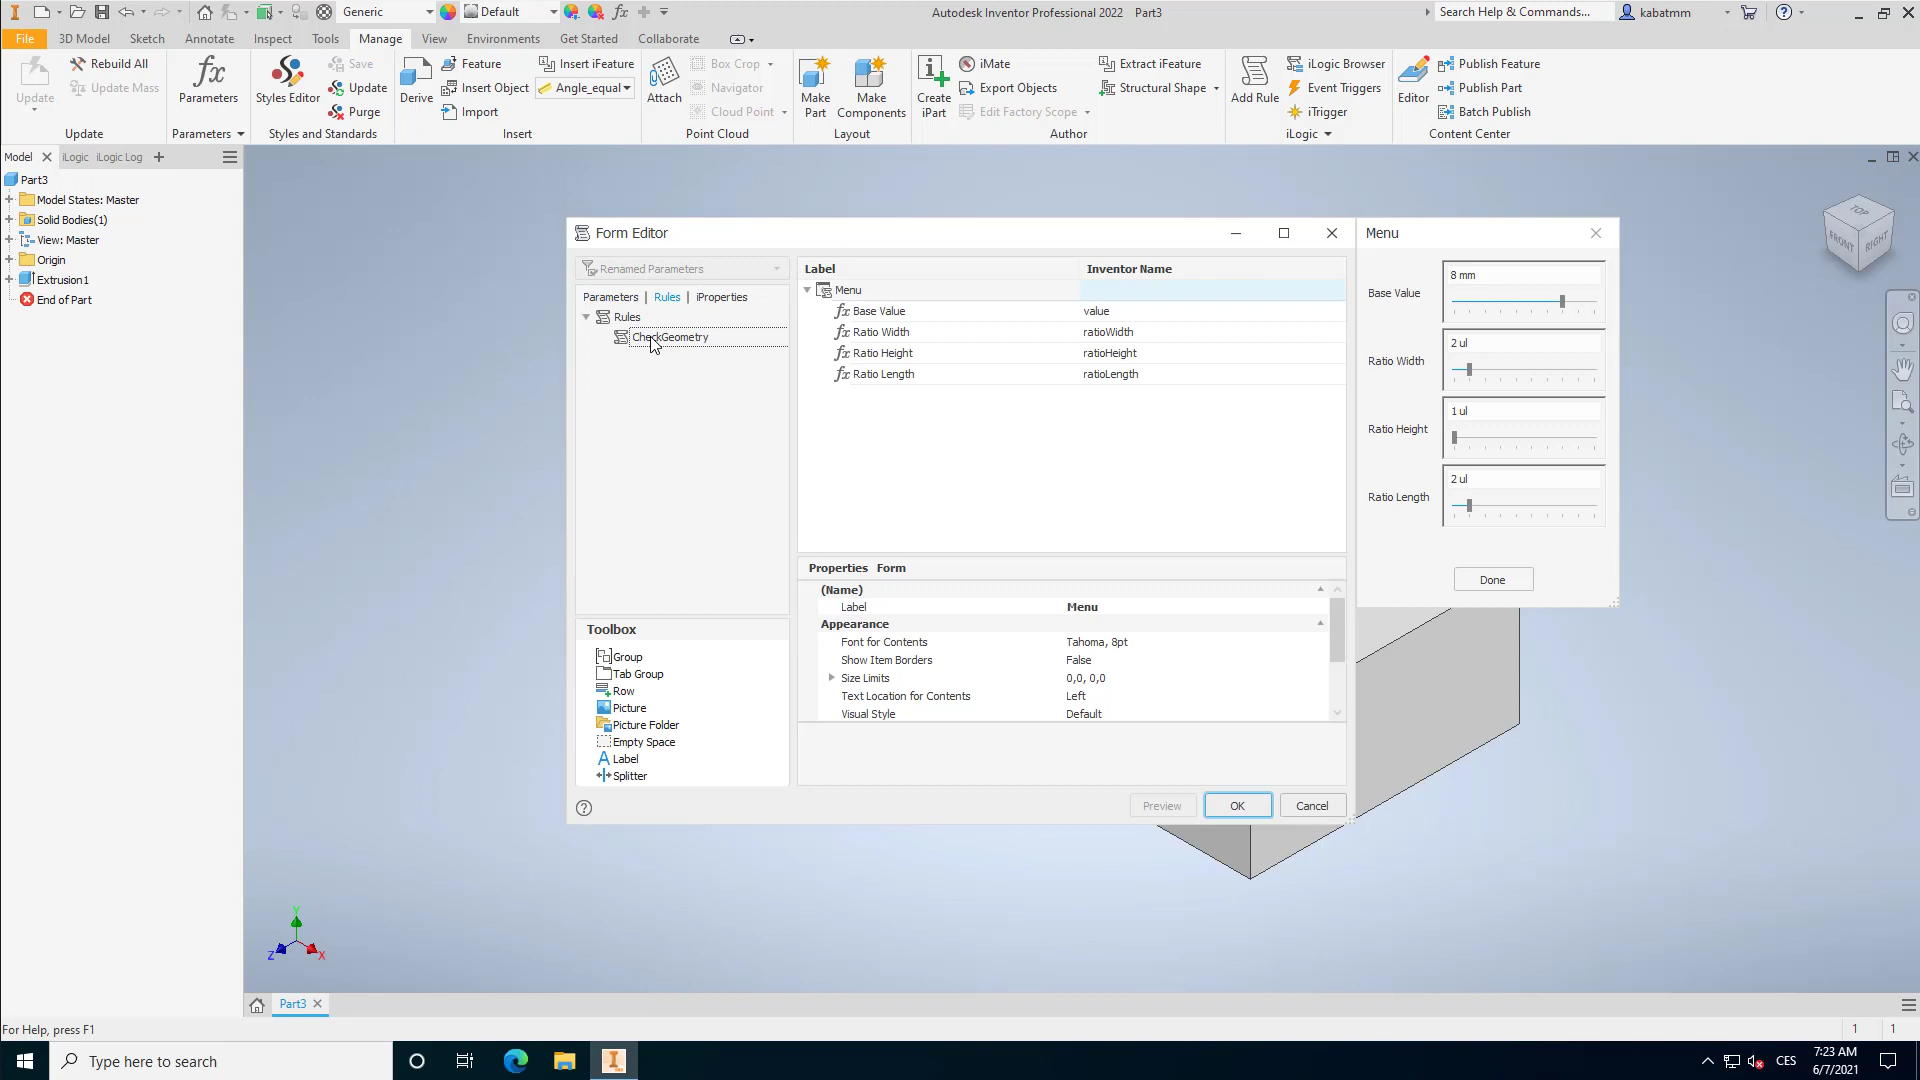 Generic
Default
Autodesk Inventor Professional 2022 Part3
Search Help & Commands...
kabatmm
File 3D Model Sketch Annotate Inspect Tools Manage View Environments Get Started Collaborate
Update
Rebuild All
Update Mass
Update
Parameters
Parameters
Styles Editor
Save
Update
Purge
Styles and Standards
Derive
Feature
Insert Object
Import
Insert iFeature
Angle_equal
Insert
Attach
Box Crop
Navigator
Cloud Point
Point Cloud
Make Part
Make Components
Layout
Create iPart
iMate
Export Objects
Edit Factory Scope
Extract iFeature
Structural Shape
Author
Add Rule
iLogic Browser
Event Triggers
iTrigger
iLogic
Editor
Publish Feature
Publish Part
Batch Publish
Content Center
Model iLogic iLogic Log
Part3
Model States: Master
Solid Bodies(1)
View: Master
Origin
Extrusion1
End of Part
Form Editor
Renamed Parameters
Parameters | Rules | iProperties
Rules
CheckGeometry
Toolbox
Group
Tab Group
Row
Picture
Picture Folder
Empty Space
Label
Splitter
Label Inventor Name
Menu
Base Value value
Ratio Width ratioWidth
Ratio Height ratioHeight
Ratio Length ratioLength
Properties Form
(Name)
Label Menu
Appearance
Font for Contents Tahoma, 8pt
Show Item Borders False
Size Limits 0,0, 0,0
Text Location for Contents Left
Visual Style Default
Preview OK Cancel
Menu
Base Value 8 mm
Ratio Width 2 ul
Ratio Height 1 ul
Ratio Length 2 ul
Done
TOP
FRONT
RIGHT
Y
Z
X
Part3
For Help, press F1
1 1
Type here to search
CES
7:23 AM
6/7/2021